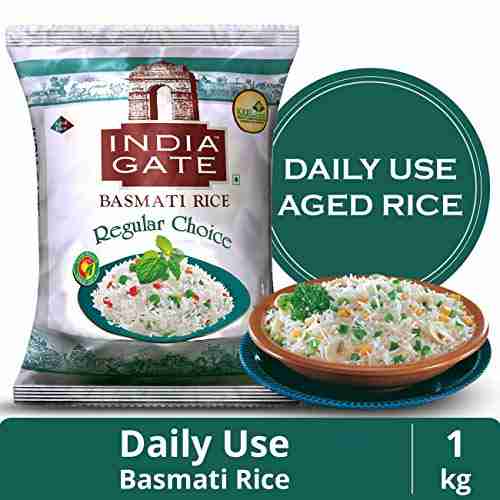 INDIA
GATE
BASMATI RICE
Regular Choice
DAILY USE
AGED RICE
Daily Use
Basmati Rice
1
kg